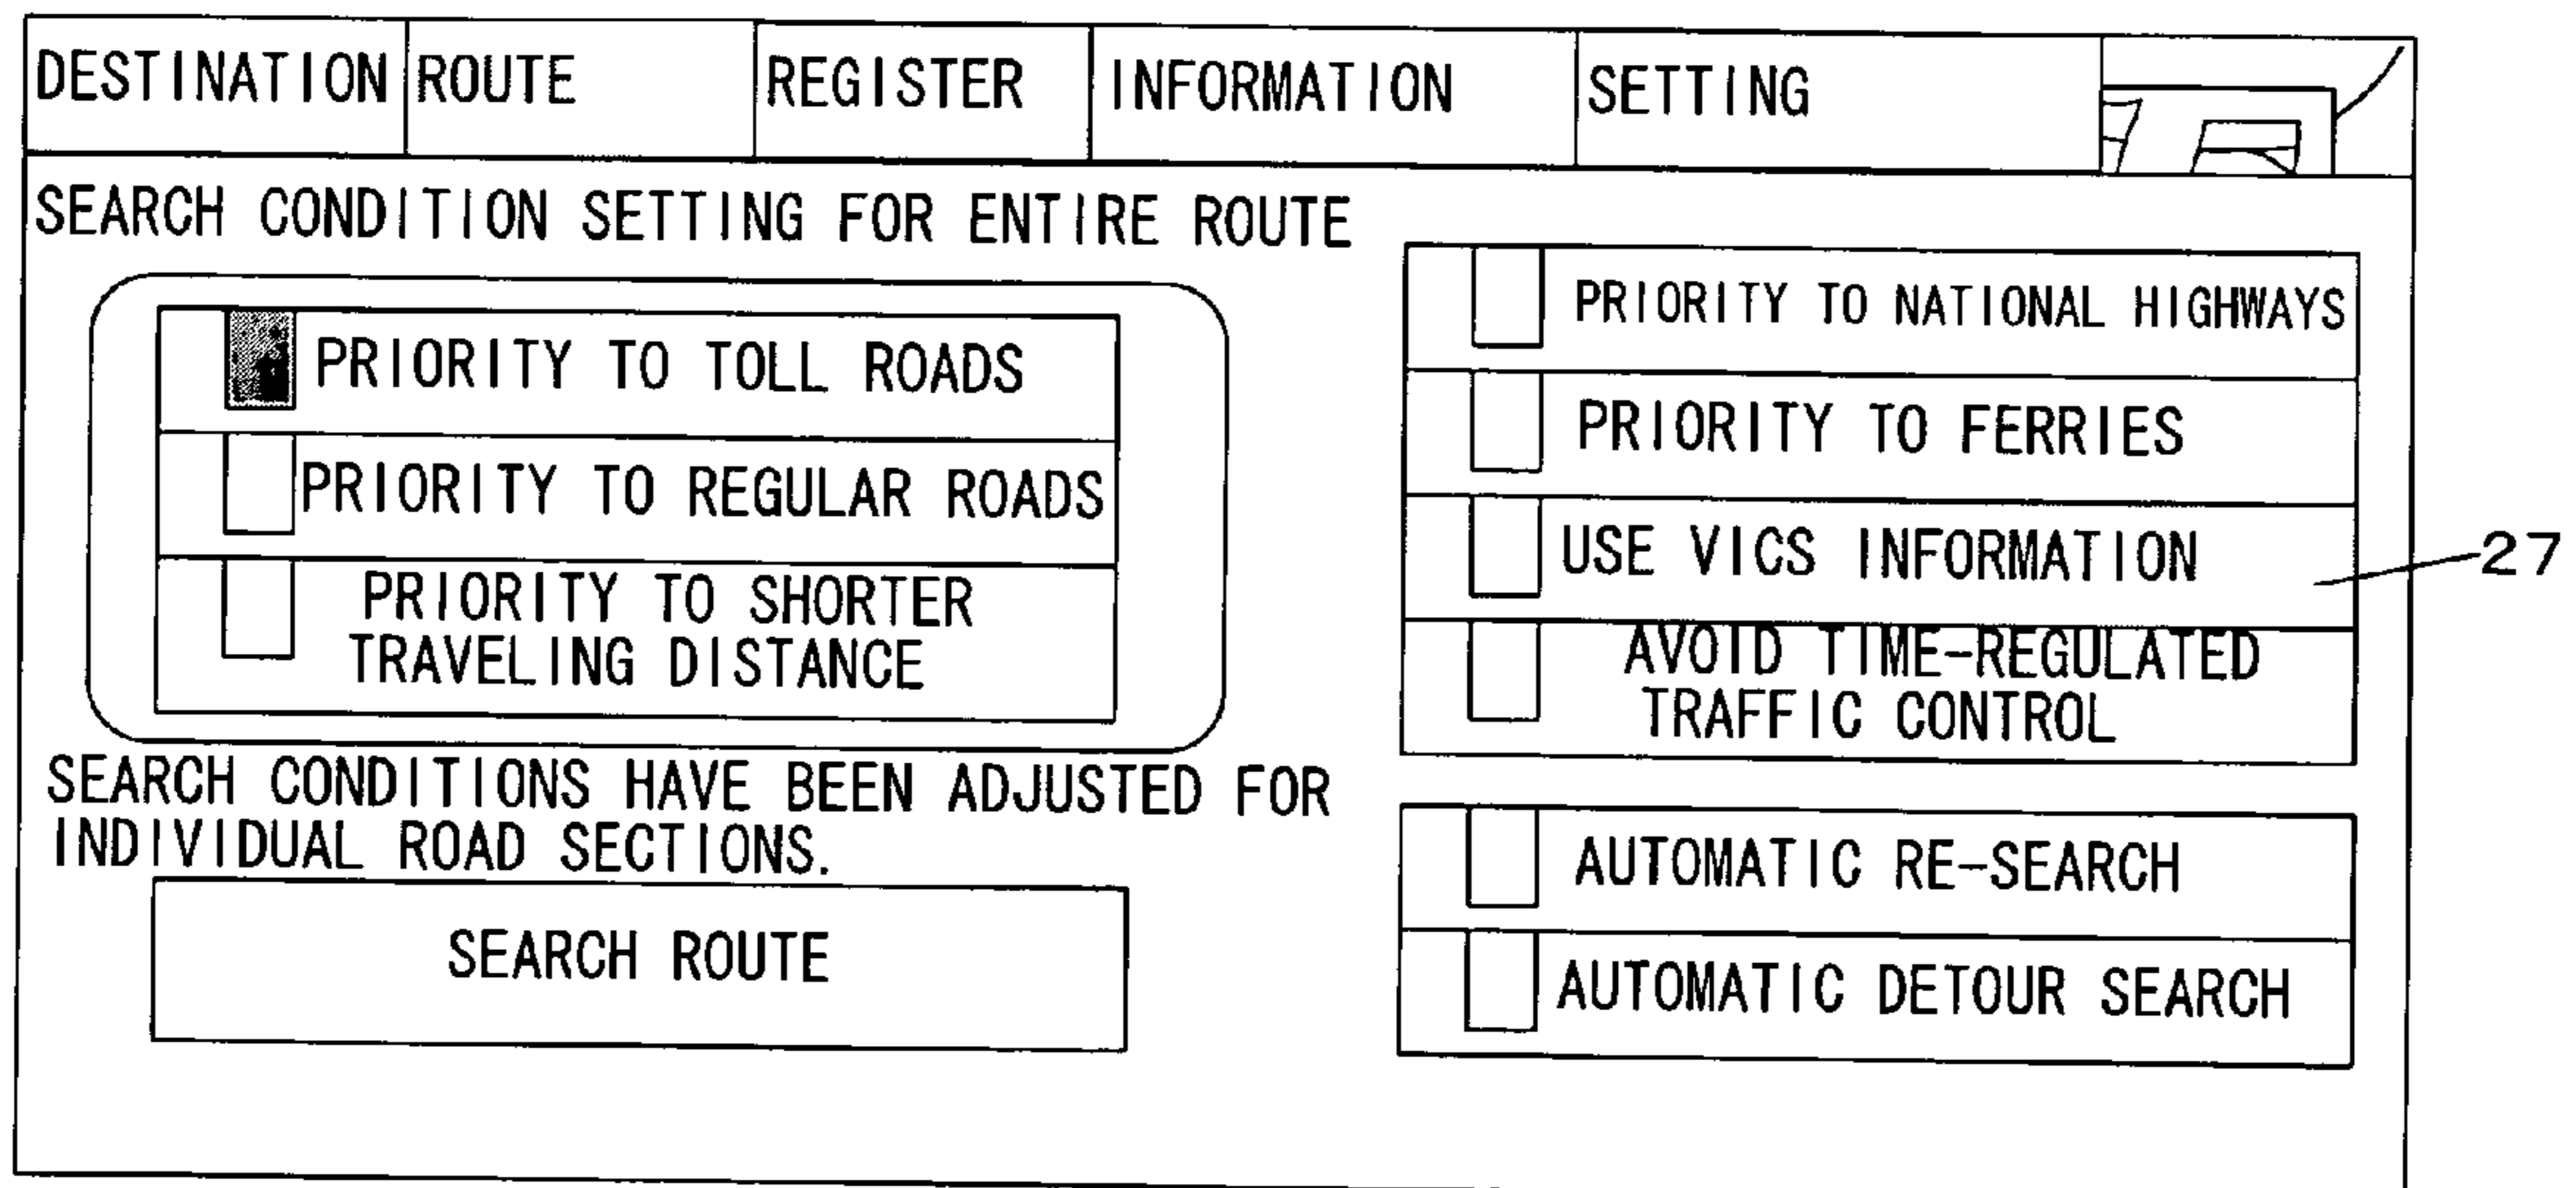 DESTINATION ROUTE REGISTER INFORMATION SETTING
SEARCH CONDITION SETTING FOR ENTIRE ROUTE
PRIORITY TO TOLL ROADS
PRIORITY TO REGULAR ROADS
PRIORITY TO SHORTER
TRAVELING DISTANCE
PRIORITY TO NATIONAL HIGHWAYS
PRIORITY TO FERRIES
USE VICS INFORMATION
27
AVOID TIME-REGULATED
TRAFFIC CONTROL
SEARCH CONDITIONS HAVE BEEN ADJUSTED FOR
INDIVIDUAL ROAD SECTIONS.
SEARCH ROUTE
AUTOMATIC RE-SEARCH
AUTOMATIC DETOUR SEARCH